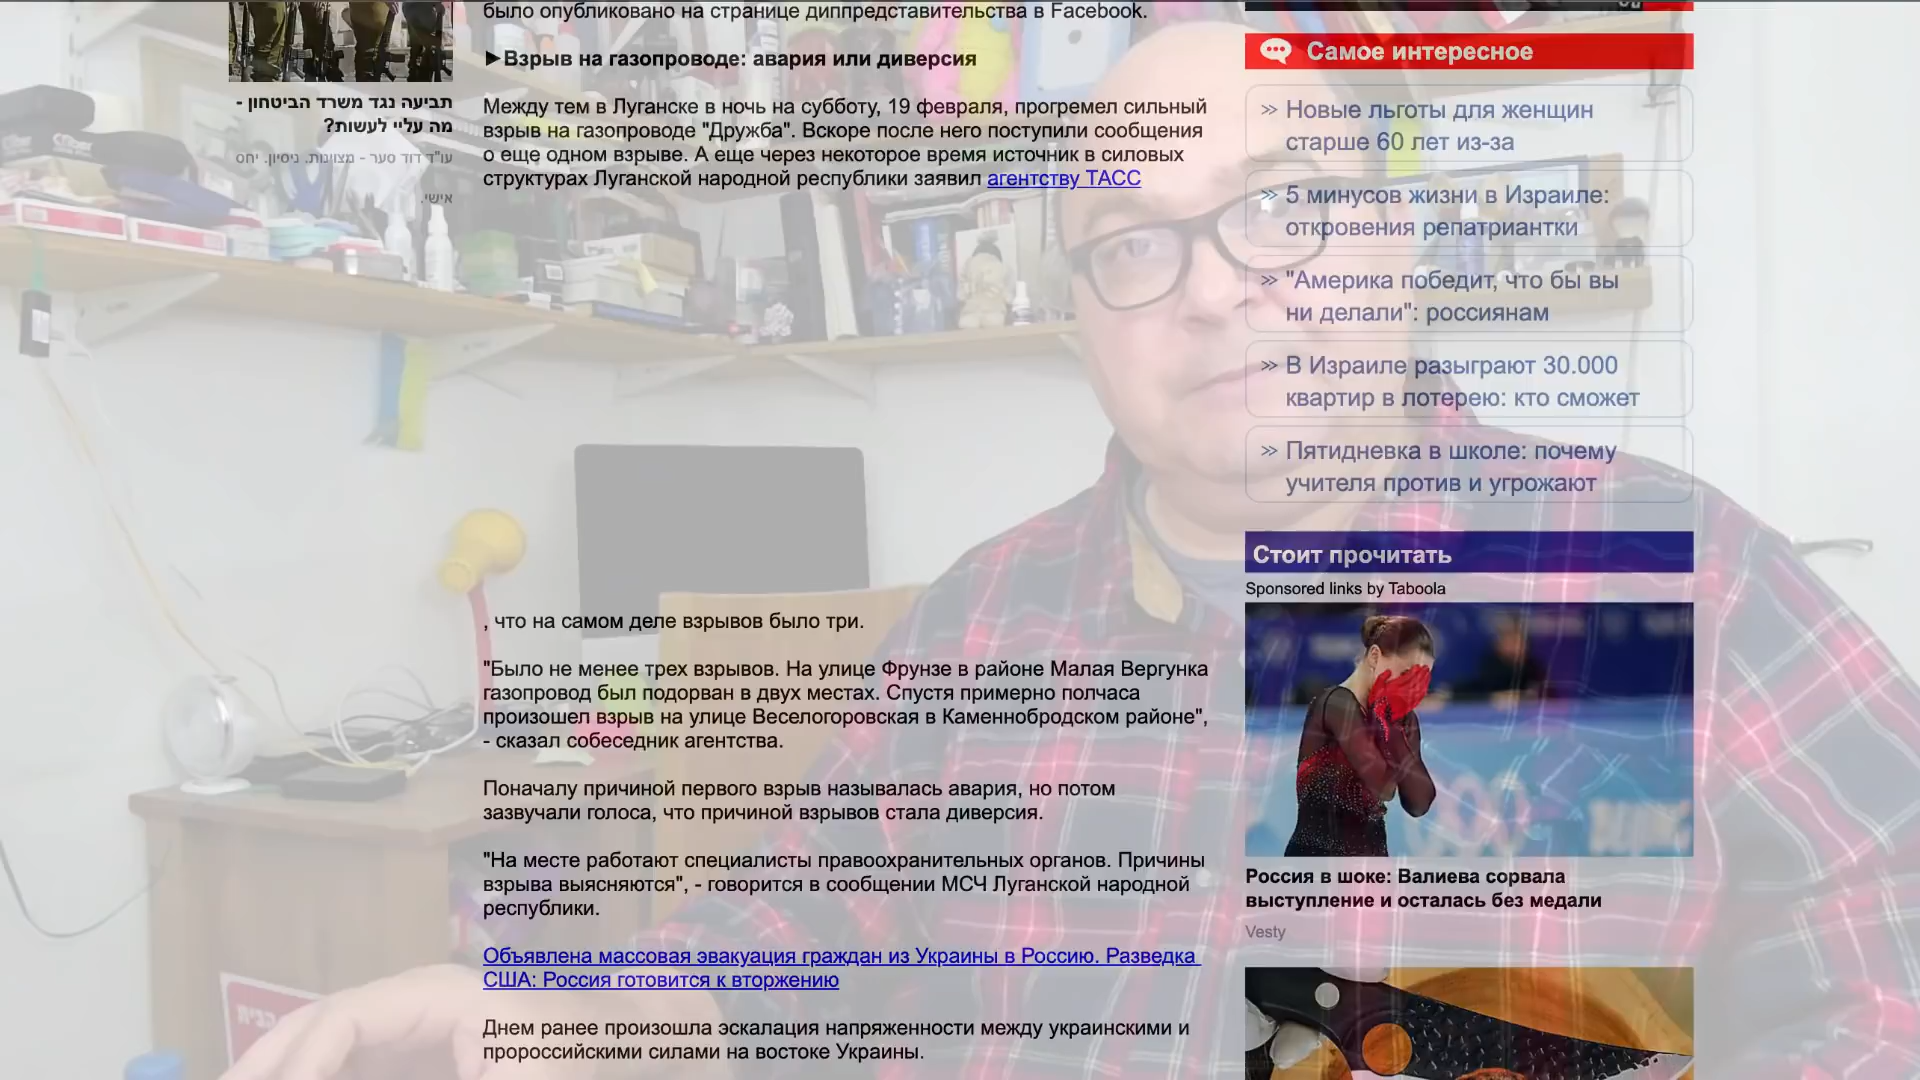 было опубликовано на странице диппредставительства в Facebook.
►Взрыв на газопроводе: авария или диверсия
Между тем в Луганске в ночь на субботу, 19 февраля, прогремел сильный
взрыв на газопроводе "Дружба". Вскоре после него поступили сообщения
о еще одном взрыве. А еще через некоторое время источник в силовых
структурах Луганской народной республики заявил агентству ТАСС
, что на самом деле взрывов было три.
"Было не менее трех взрывов. На улице Фрунзе в районе Малая Вергунка
газопровод был подорван в двух местах. Спустя примерно полчаса
произошел взрыв на улице Веселогоровская в Каменнобродском районе",
- сказал собеседник агентства.
Поначалу причиной первого взрыв называлась авария, но потом
зазвучали голоса, что причиной взрывов стала диверсия.
"На месте работают специалисты правоохранительных органов. Причины
взрыва выясняются", - говорится в сообщении МСЧ Луганской народной
республики.
Объявлена массовая эвакуация граждан из Украины в Россию. Разведка
США: Россия готовится к вторжению
Днем ранее произошла эскалация напряженности между украинскими и
пророссийскими силами на востоке Украины.
תביעה נגד משרד הביטחון -
מה עליי לעשות?
עו"ד דוד סער - מצוינות. ניסיון. יחס
אישי.
Самое интересное
» Новые льготы для женщин
старше 60 лет из-за
» 5 минусов жизни в Израиле:
откровения репатриантки
» "Америка победит, что бы вы
ни делали": россиянам
» В Израиле разыграют 30.000
квартир в лотерею: кто сможет
» Пятидневка в школе: почему
учителя против и угрожают
Стоит прочитать
Sponsored links by Taboola
Россия в шоке: Валиева сорвала
выступление и осталась без медали
Vesty